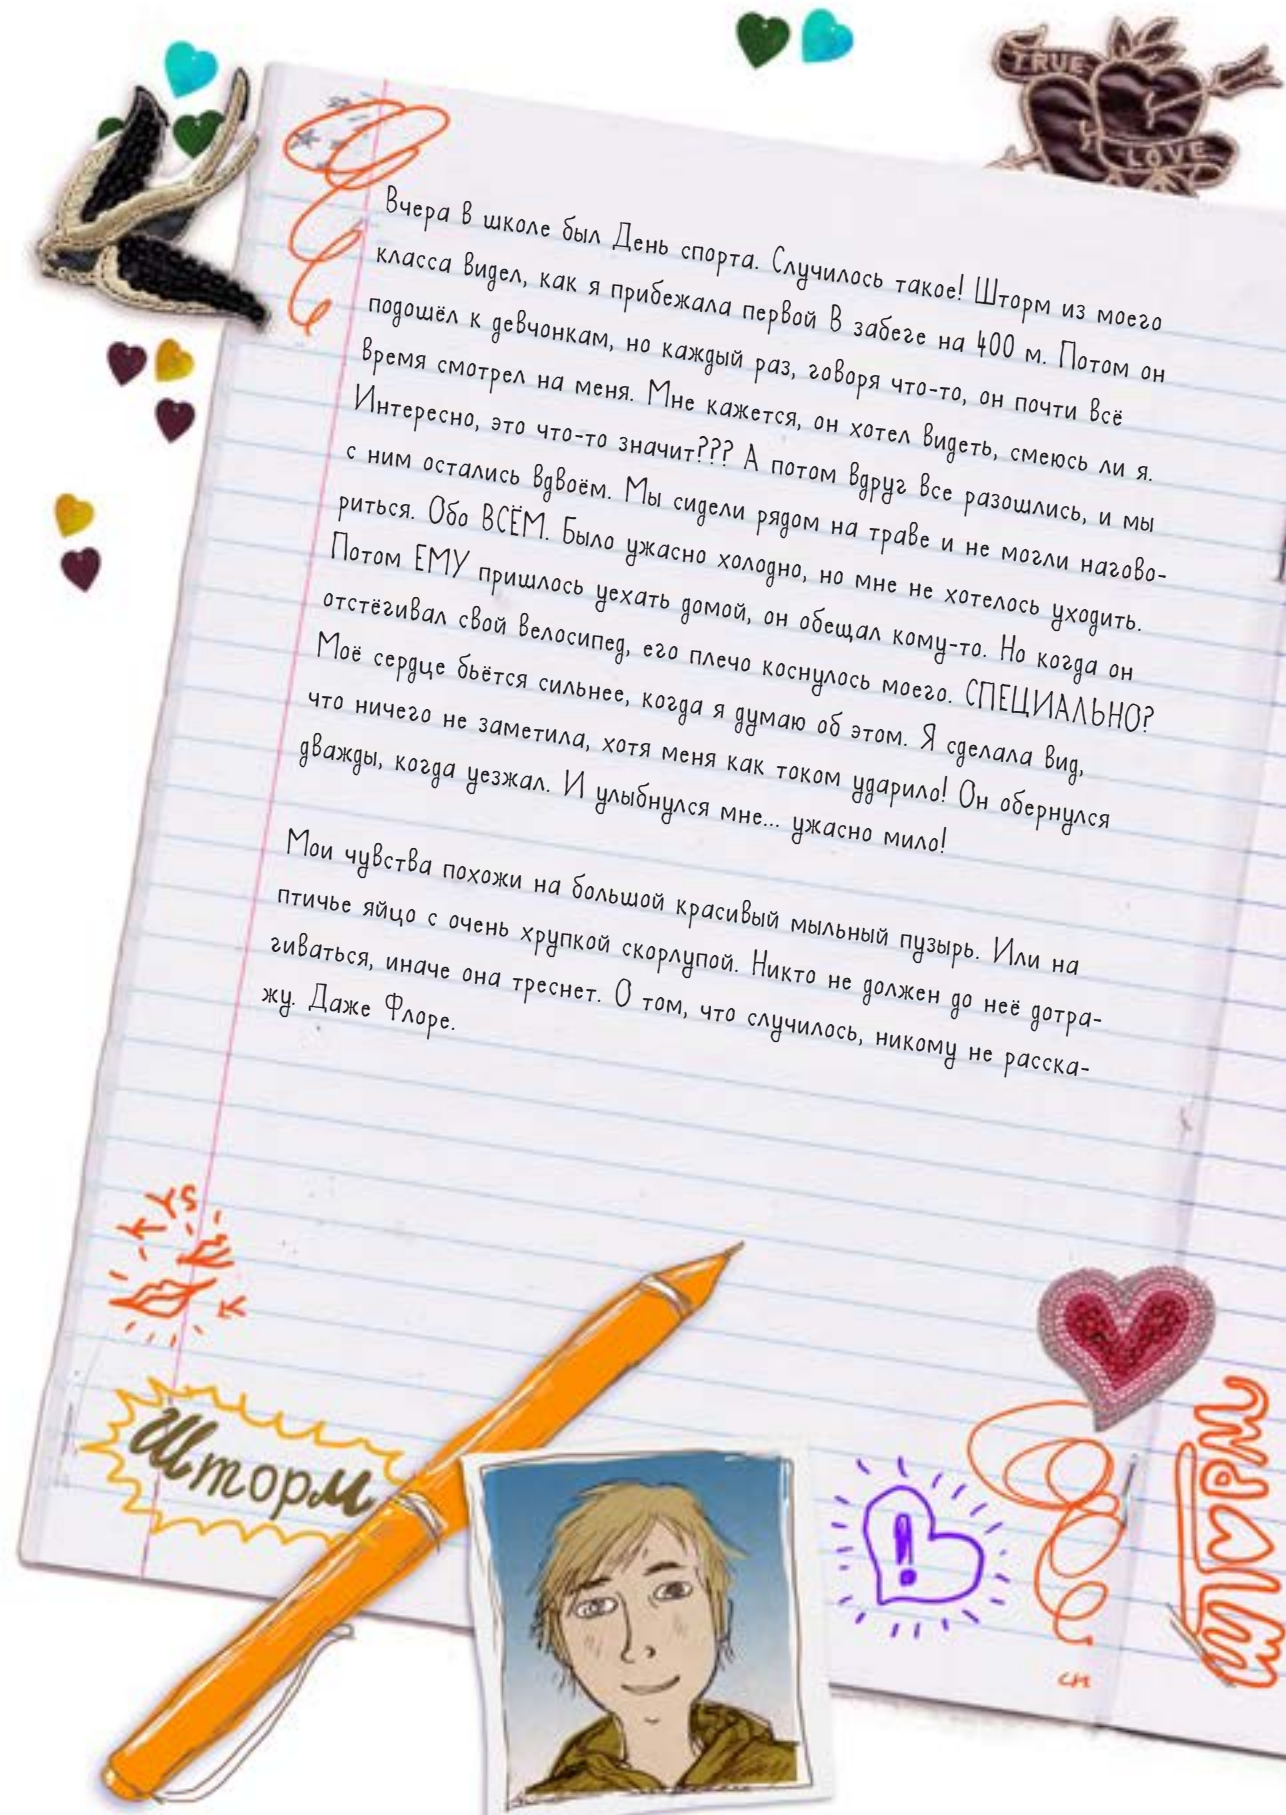 TRUE
LOVE
Вчера в школе был День спорта. Случилось такое! Шторм из моего
класса видел, как я прибежала первой В забеге на 400 м. Потом он
подошёл к девчонкам, но каждый раз, говоря что-то, он почти всё
время смотрел на меня. Мне кажется, он хотел видеть, смеюсь ли я.
Интересно, это что-то значит??? А потом вдруг все разошлись, и мы
с ним остались вдвоём. Мы сидели рядом на траве и не могли нагово-
риться. Обо ВСЁМ. Было ужасно холодно, но мне не хотелось уходить.
Потом ЕМУ пришлось уехать домой, он обещал кому-то. Но когда он
отстёгивал свой велосипед, его плечо коснулось моего. СПЕЦИАЛЬНО?
Моё сердце бьётся сильнее, когда я думаю об этом. Я сделала вид,
что ничего не заметила, хотя меня как током ударило! Он обернулся
дважды, когда уезжал. И улыбнулся мне... ужасно мило!
Мои чувства похожи на большой красивый мыльный пузырь. Или на
птичье яйцо с очень хрупкой скорлупой. Никто не должен до неё дотра-
гиваться, иначе она треснет. О том, что случилось, никому не расска-
жу. Даже Флоре.
Шторм
!
Шторм